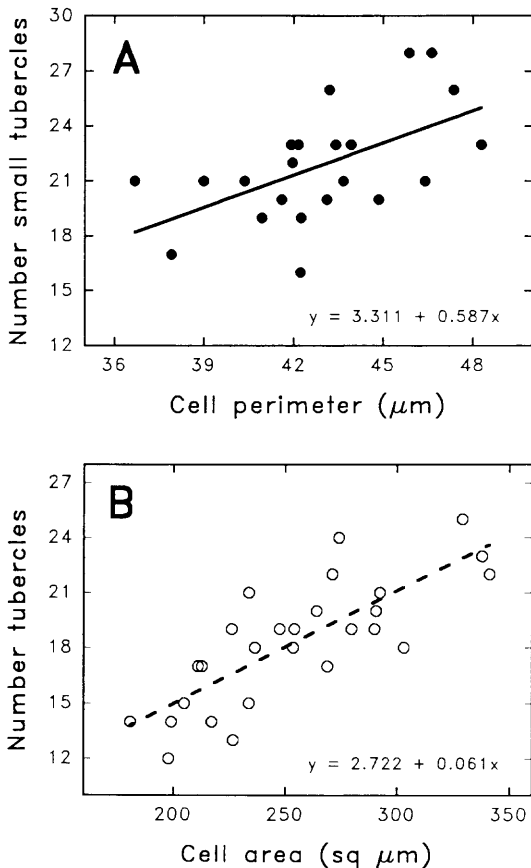 A
Number small tubercles
30
27
24
21
18
15
12
y = 3.311 + 0.587x
36
39
42
45
48
Cell perimeter (μm)
B
Number tubercles
27
24
21
18
15
12
y = 2.722 + 0.061x
200
250
300
350
Cell area (sq μm)